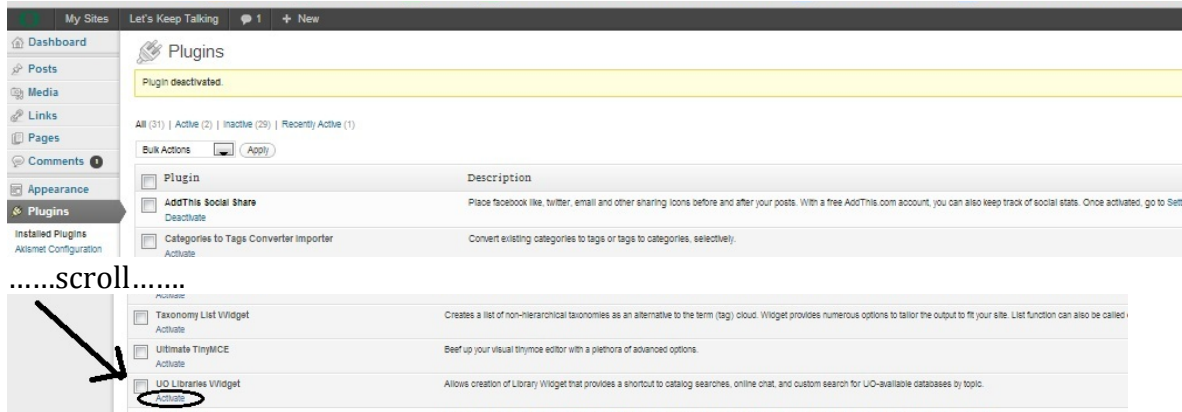 My Sites Let's Keep Talking 1 + New
Dashboard
Plugins
Posts
Plugin deactivated.
Media
Links
All (31) | Active (2) | Inactive (29) | Recently Active (1)
Pages
Bulk Actions Apply
Comments 1
Plugin Description
Appearance
AddThis Social Share Place facebook like, twitter, email and other sharing icons before and after your posts. With a free AddThis.com account, you can also keep track of social stats. Once activated, go to Sett
Plugins
Deactivate
Installed Plugins
Categories to Tags Converter Importer Convert existing categories to tags or tags to categories, selectively.
Akismet Configuration
Activate
……scroll…….
Activate
Taxonomy List Widget Creates a list of non-hierarchical taxonomies as an alternative to the term (tag) cloud. Widget provides numerous options to tailor the output to fit your site. List function can also be called
Activate
Ultimate TinyMCE Beef up your visual tinymce editor with a plethora of advanced options.
Activate
UO Libraries Widget Allows creation of Library Widget that provides a shortcut to catalog searches, online chat, and custom search for UO-available databases by topic.
Activate